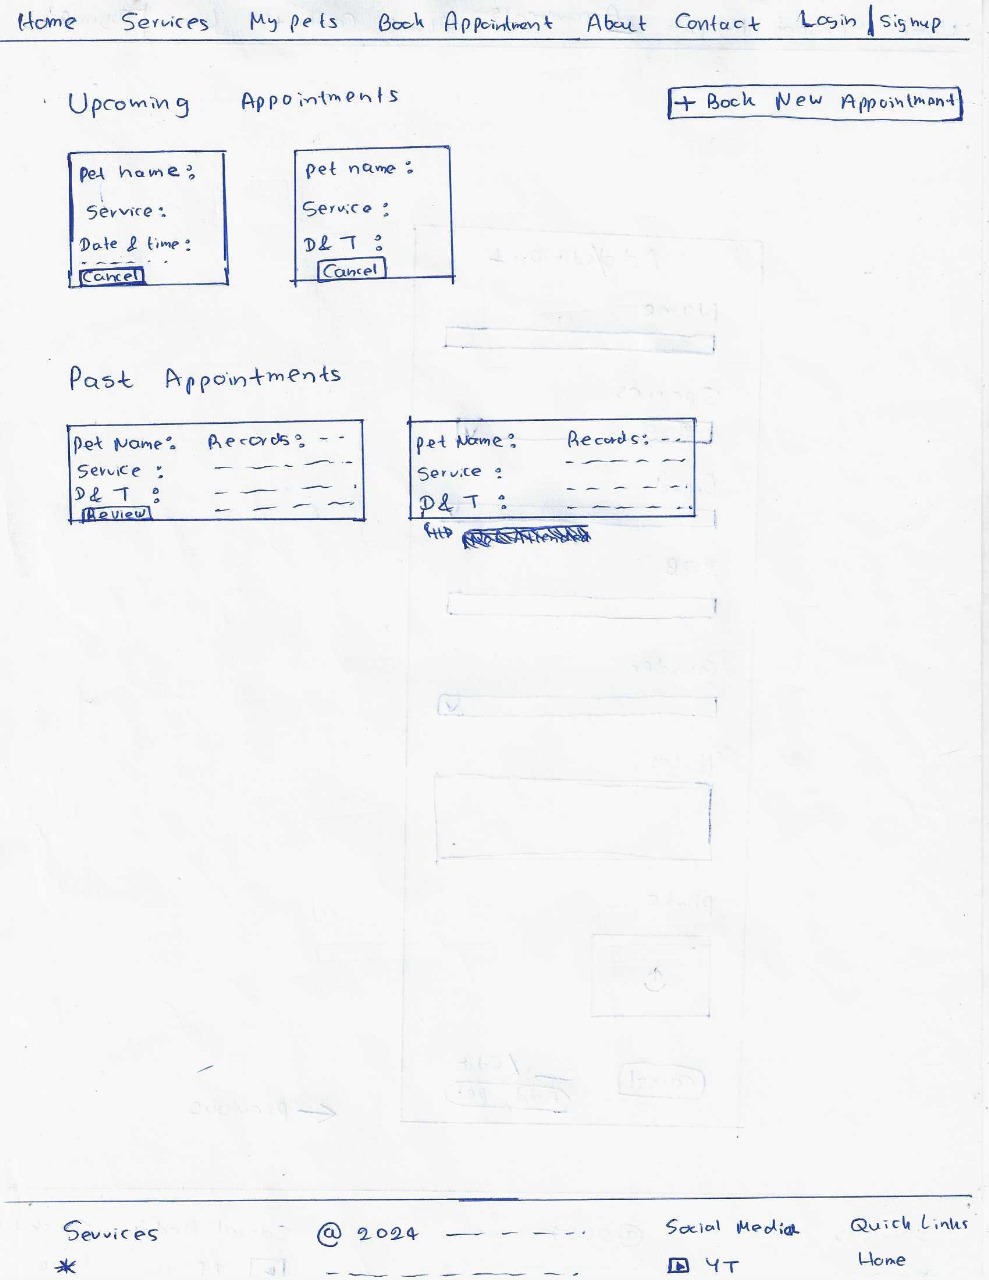 Home Services My pets Book Appointment About Contact Login | Signup
Upcoming Appointments
+ Book New Appointment
Pet name:
Service:
Date & time:
Cancel
pet name:
Service:
D& T :
Cancel
Past Appointments
Pet Name: Records: --
Service :
D& T :
Review
pet Name: Records: --
Service :
D& T :
Services @ 2024 Social Media Quick Links
* YT Home